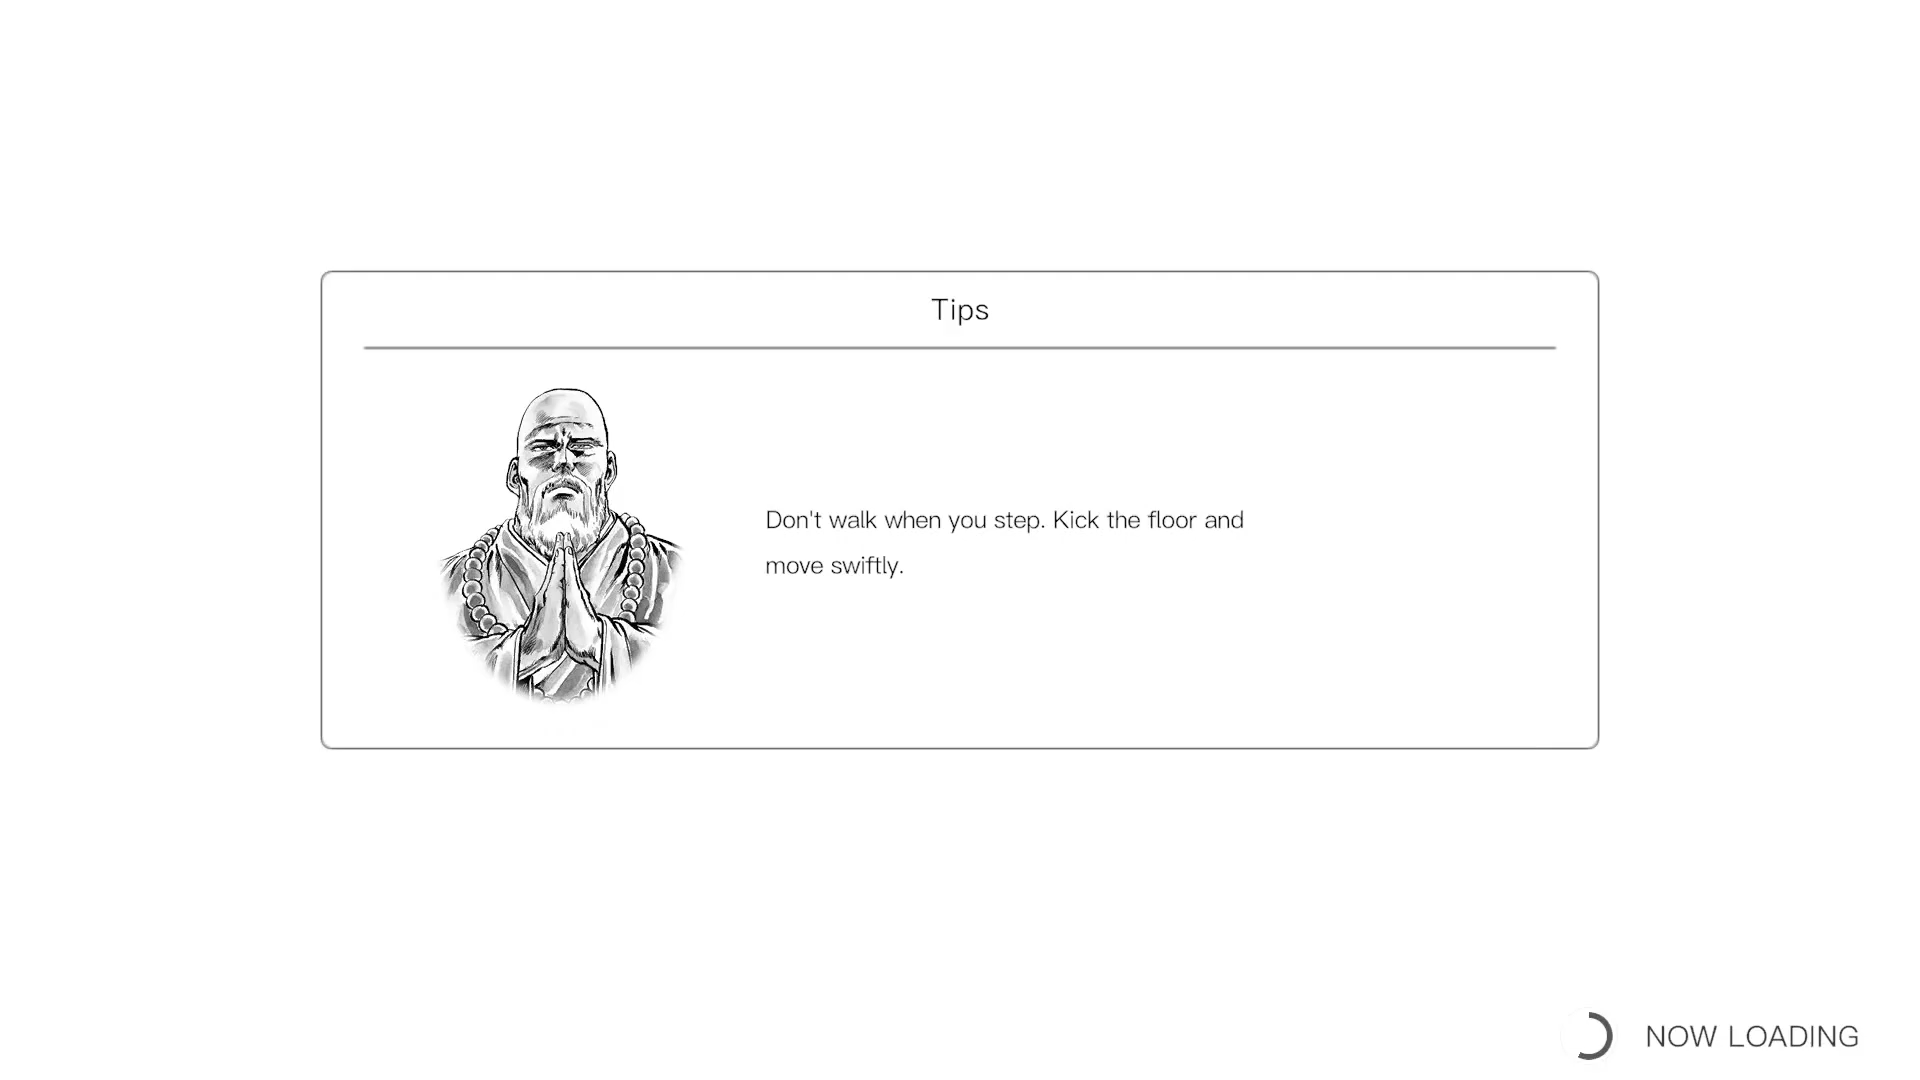 Tips
Don't walk when you step. Kick the floor and
move swiftly.
NOW LOADING